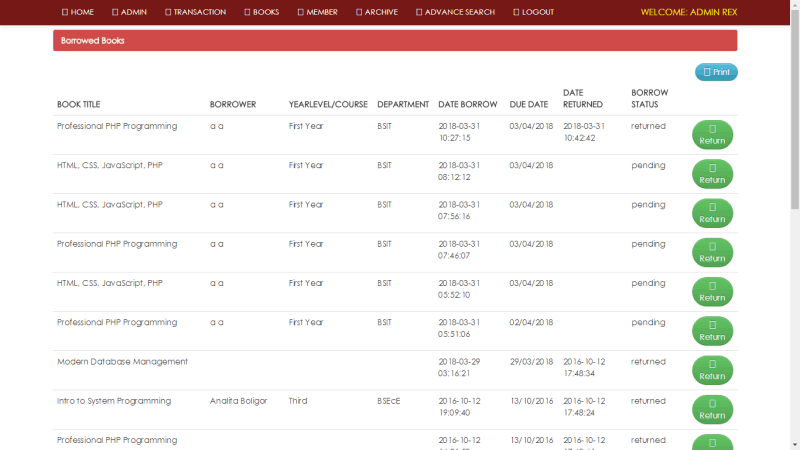 HOME ADMIN TRANSACTION BOOKS MEMBER ARCHIVE ADVANCE SEARCH LOGOUT WELCOME: ADMIN REX
Borrowed Books
Print
BOOK TITLE BORROWER YEARLEVEL/COURSE DEPARTMENT DATE BORROW DUE DATE DATE RETURNED BORROW STATUS
Professional PHP Programming a a First Year BSIT 2018-03-31 10:27:15 03/04/2018 2018-03-31 10:42:42 returned Return
HTML, CSS, JavaScript, PHP a a First Year BSIT 2018-03-31 08:12:12 03/04/2018 pending Return
HTML, CSS, JavaScript, PHP a a First Year BSIT 2018-03-31 07:56:16 03/04/2018 pending Return
Professional PHP Programming a a First Year BSIT 2018-03-31 07:46:07 03/04/2018 pending Return
HTML, CSS, JavaScript, PHP a a First Year BSIT 2018-03-31 05:52:10 03/04/2018 pending Return
Professional PHP Programming a a First Year BSIT 2018-03-31 05:51:06 02/04/2018 pending Return
Modern Database Management 2018-03-29 03:16:21 29/03/2018 2016-10-12 17:48:34 returned Return
Intro to System Programming Analita Boligor Third BSEcE 2016-10-12 19:09:40 13/10/2016 2016-10-12 17:48:24 returned Return
Professional PHP Programming 2016-10-12 13/10/2016 2016-10-12 returned